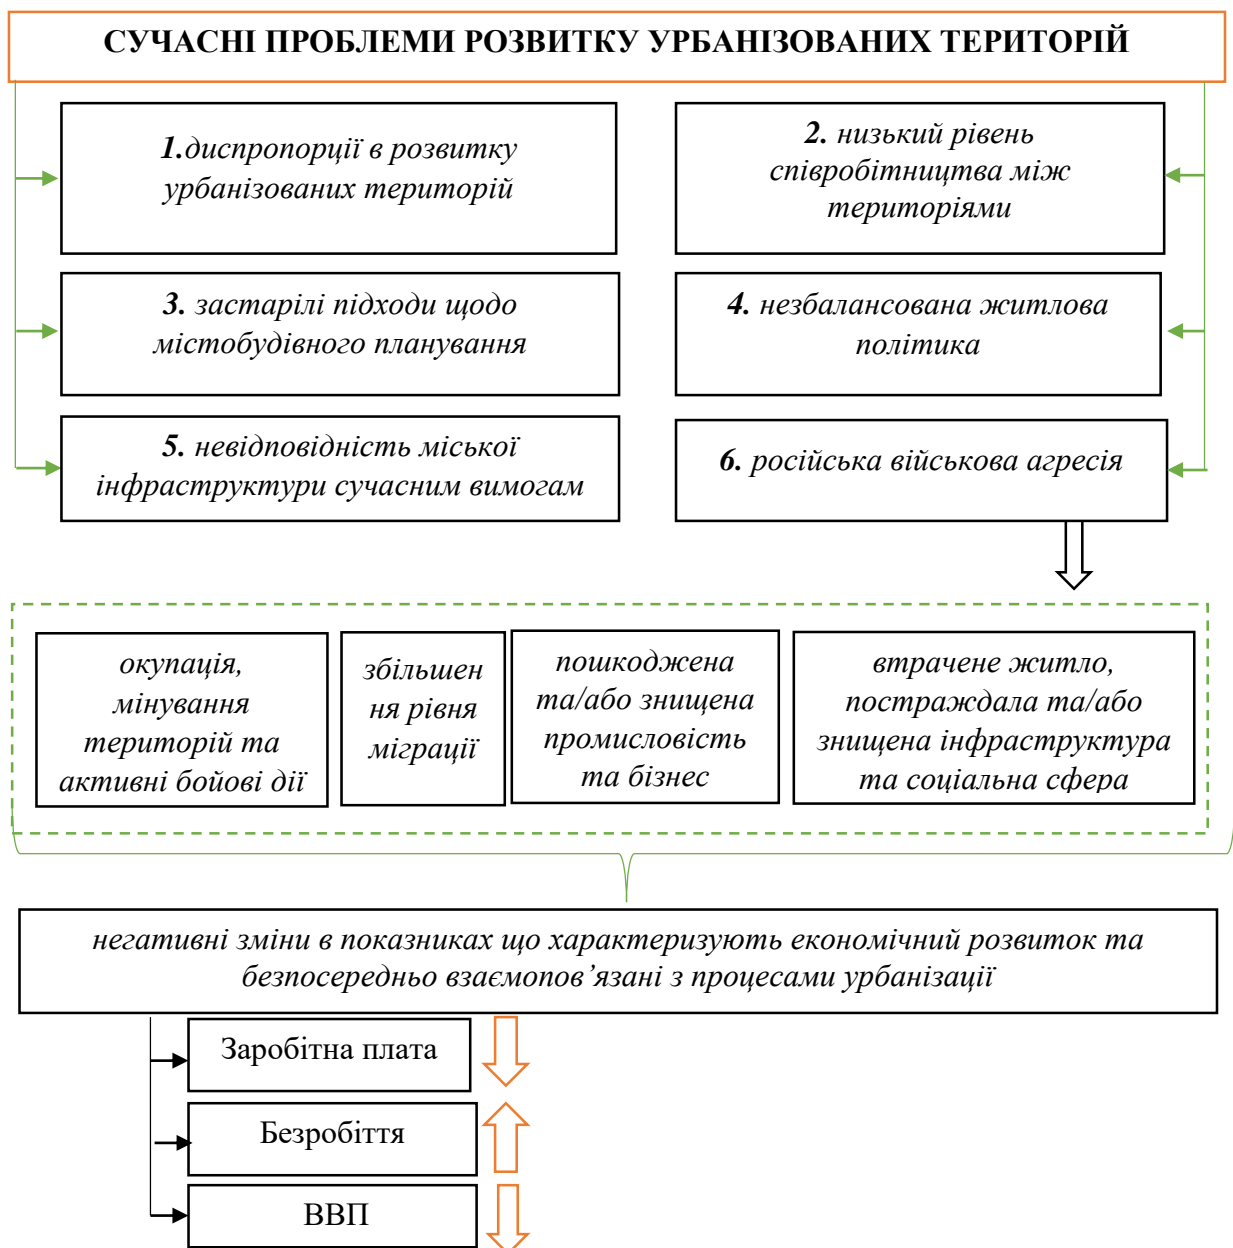 СУЧАСНІ ПРОБЛЕМИ РОЗВИТКУ УРБАНІЗОВАНИХ ТЕРИТОРІЙ
1.диспропорції в розвитку
урбанізованих територій
2. низький рівень
співробітництва між
територіями
3. застарілі підходи щодо
містобудівного планування
4. незбалансована житлова
політика
5. невідповідність міської
інфраструктури сучасним вимогам
6. російська військова агресія
окупація,
мінування
територій та
активні бойові дії
збільшен
ня рівня
міграції
пошкоджена
та/або знищена
промисловість
та бізнес
втрачене житло,
постраждала та/або
знищена інфраструктура
та соціальна сфера
негативні зміни в показниках що характеризують економічний розвиток та
безпосередньо взаємопов’язані з процесами урбанізації
Заробітна плата
Безробіття
ВВП